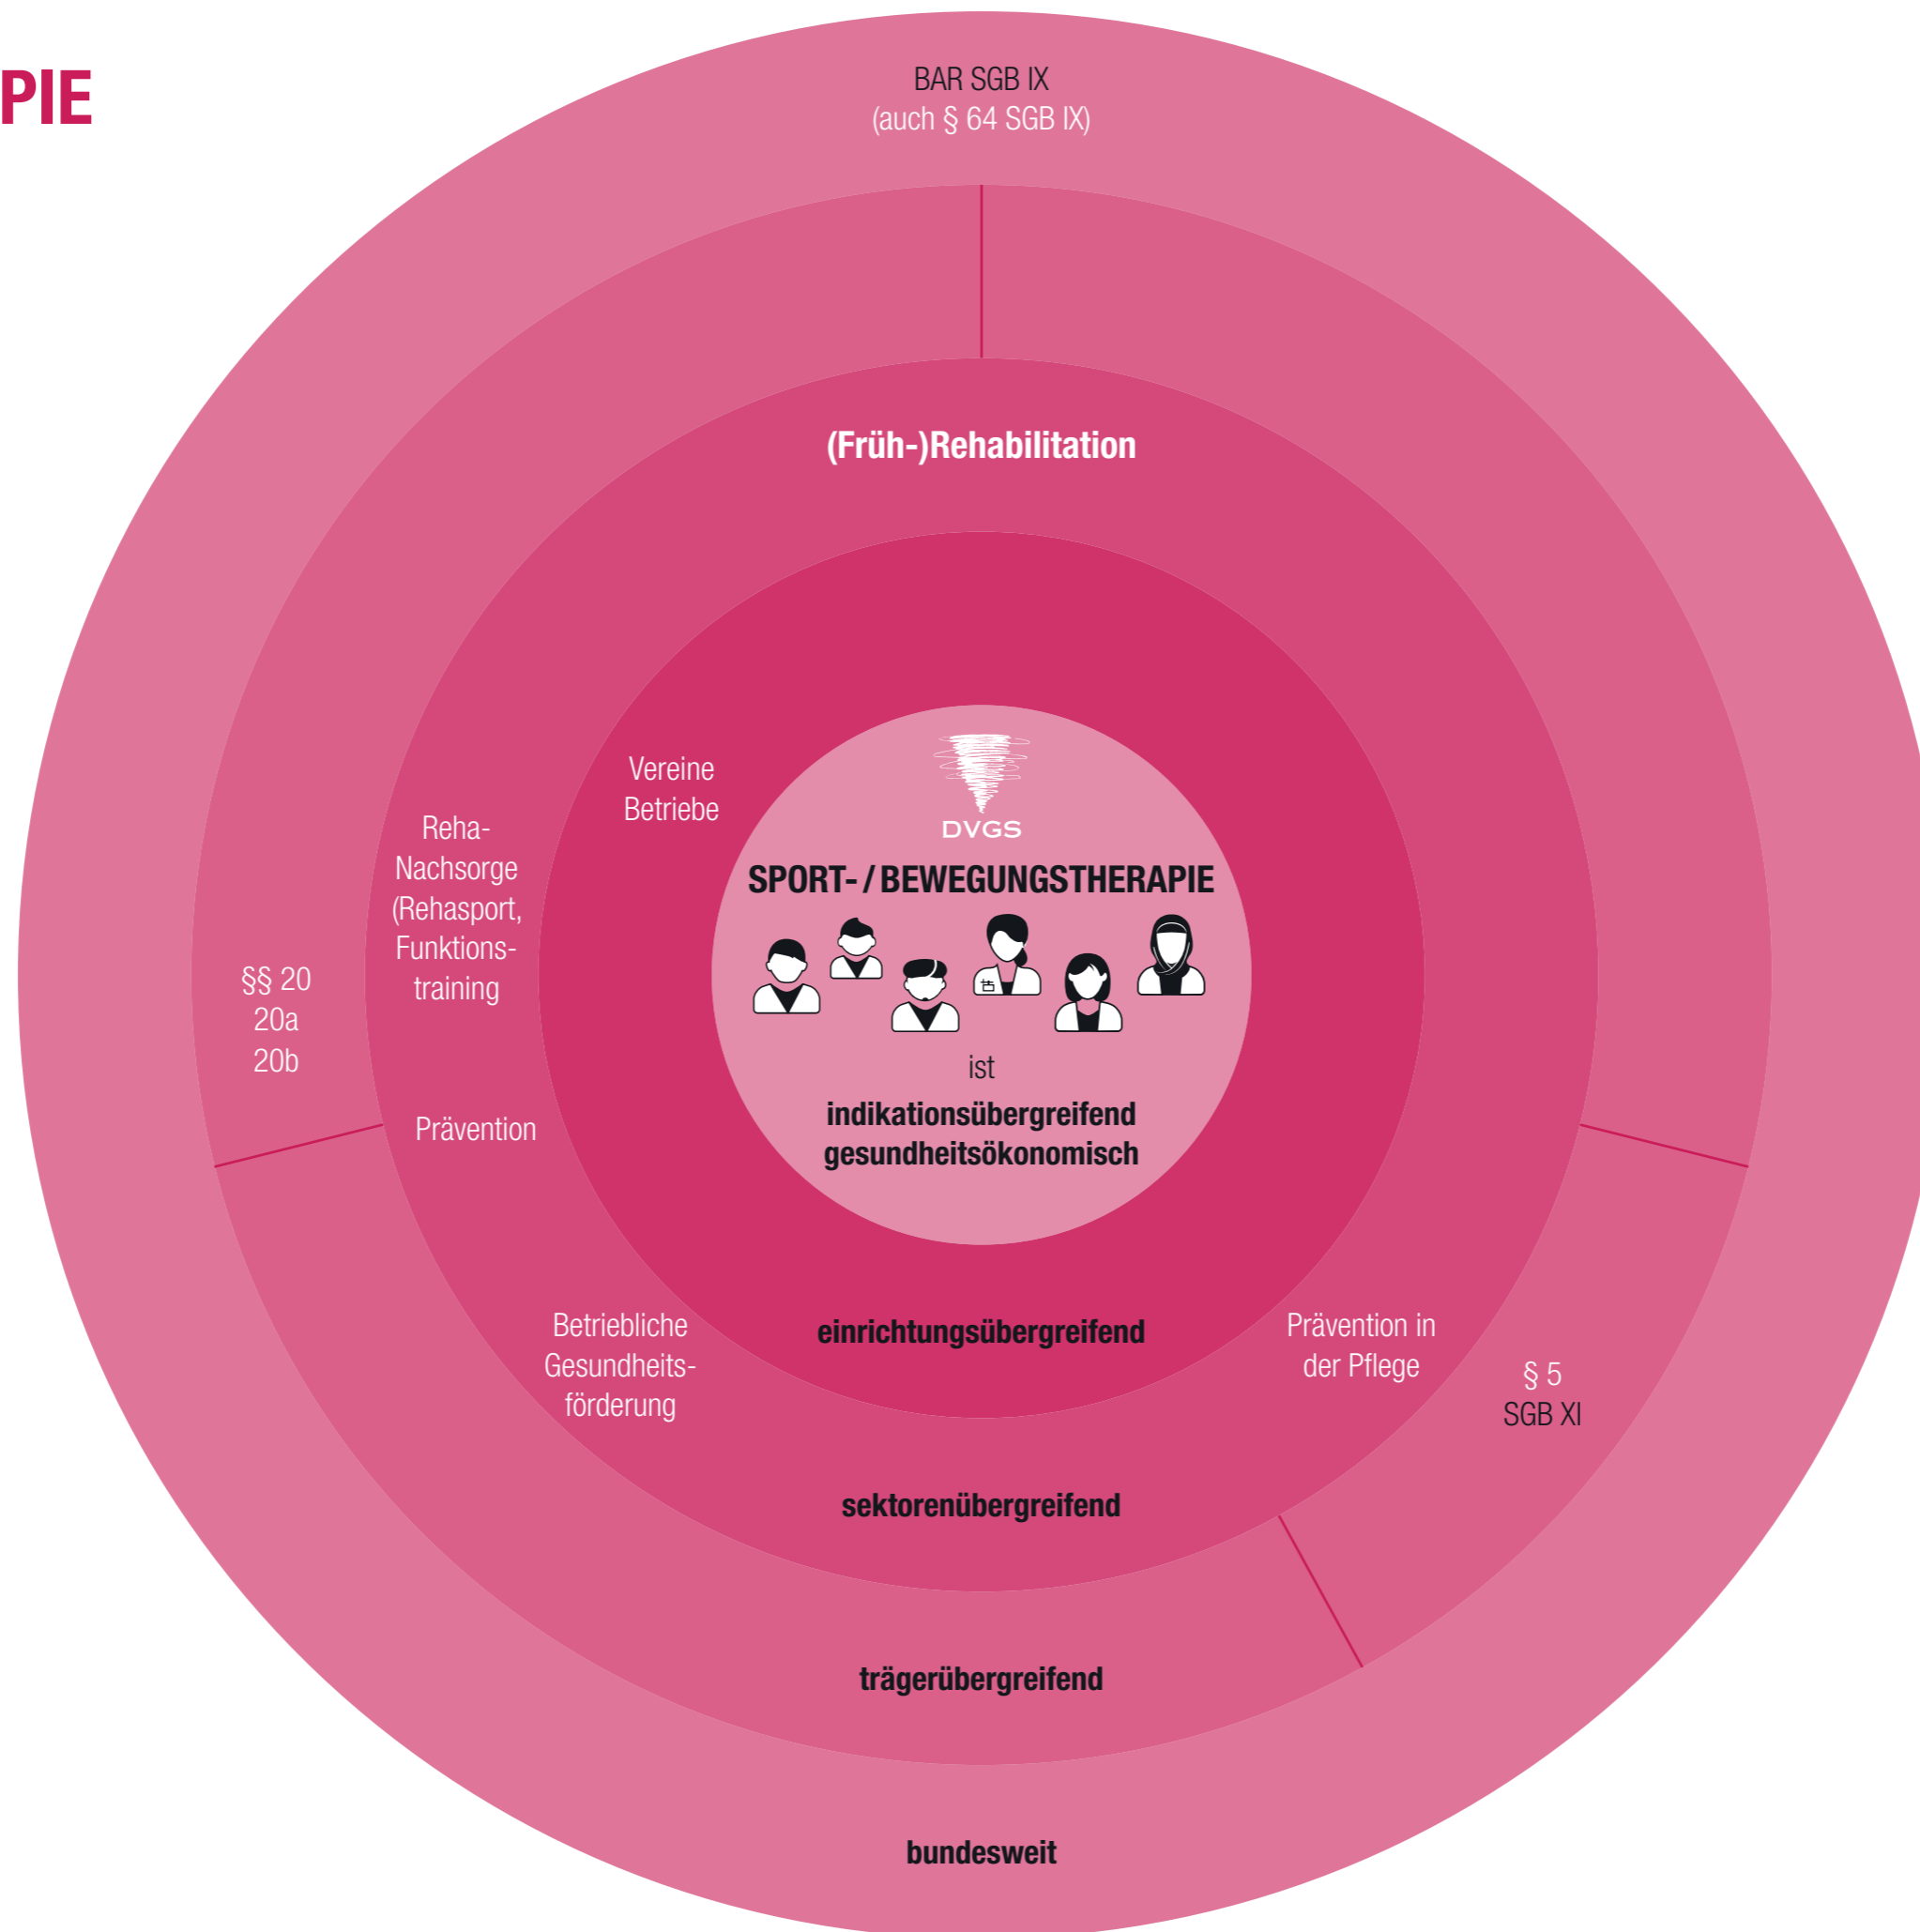 PIE
BAR SGB IX
(auch § 64 SGB IX)
(Früh-)Rehabilitation
Vereine
Betriebe
Reha-
Nachsorge
(Rehasport,
Funktions-
training
§§ 20
20a
20b
Prävention
DVGS
SPORT- / BEWEGUNGSTHERAPIE
ist
indikationsübergreifend
gesundheitsökonomisch
Betriebliche
Gesundheits-
förderung
einrichtungsübergreifend
Prävention in
der Pflege
§ 5
SGB XI
sektorenübergreifend
trägerübergreifend
bundesweit